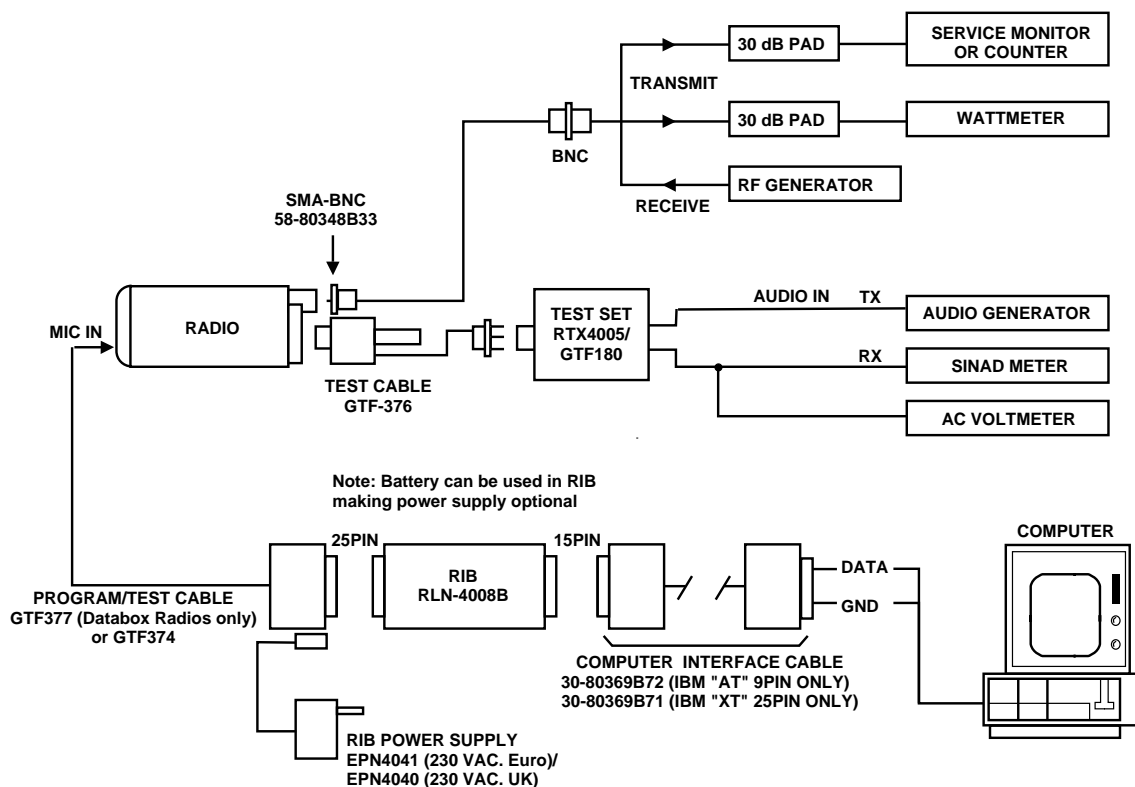 30 dB PAD
SERVICE MONITOR
OR COUNTER
TRANSMIT
30 dB PAD
WATTMETER
BNC
RF GENERATOR
RECEIVE
SMA-BNC
58-80348B33
MIC IN
RADIO
TEST CABLE
GTF-376
TEST SET
RTX4005/
GTF180
AUDIO IN
TX
AUDIO GENERATOR
RX
SINAD METER
AC VOLTMETER
Note: Battery can be used in RIB
making power supply optional
25PIN
RIB
RLN-4008B
15PIN
DATA
GND
COMPUTER
PROGRAM/TEST CABLE
GTF377 (Databox Radios only)
or GTF374
COMPUTER INTERFACE CABLE
30-80369B72 (IBM "AT" 9PIN ONLY)
30-80369B71 (IBM "XT" 25PIN ONLY)
RIB POWER SUPPLY
EPN4041 (230 VAC. Euro)/
EPN4040 (230 VAC. UK)